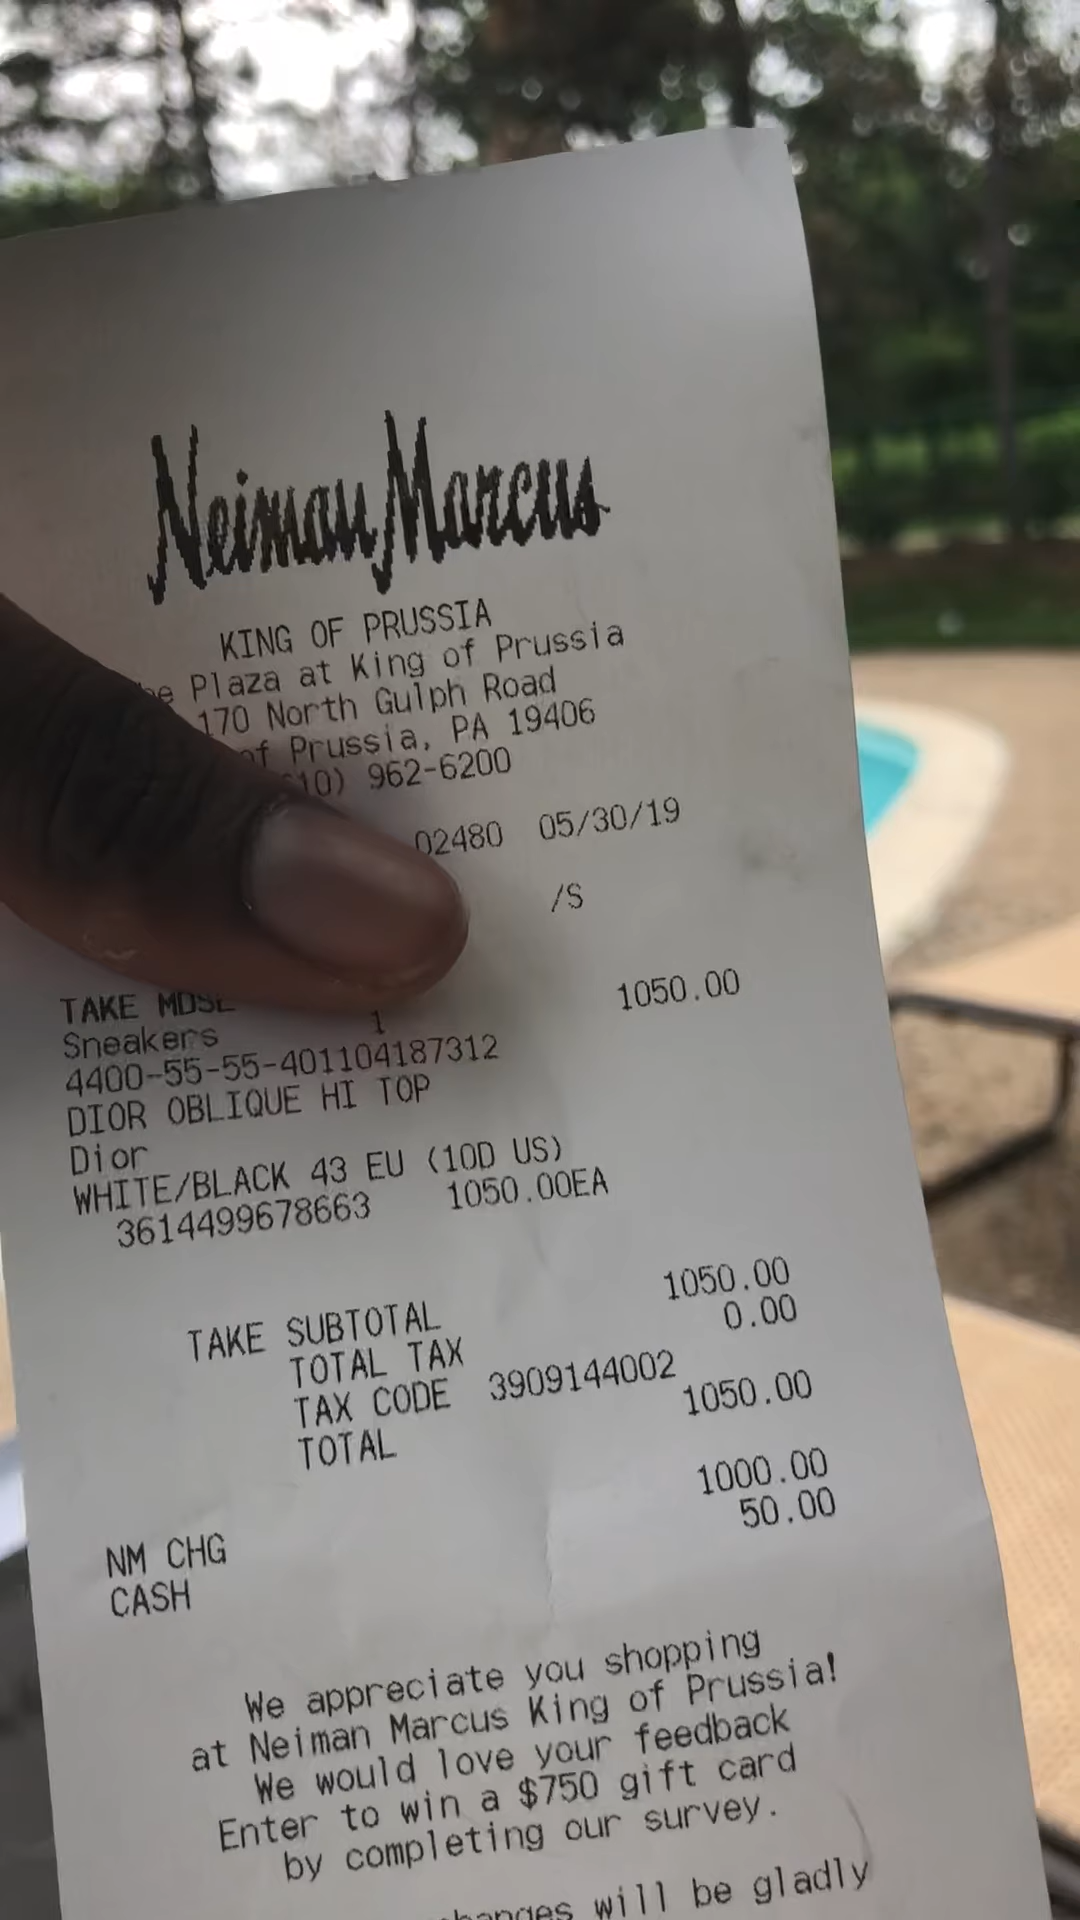 Neiman Marcus
KING OF PRUSSIA
Plaza at King of Prussia
170 North Gulph Road
of Prussia, PA 19406
962-6200
02480 05/30/19
/S
TAKE MDSE 1050.00
Sneakers 1
4400-55-55-401104187312
DIOR OBLIQUE HI TOP
Dior
WHITE/BLACK 43 EU (10D US)
3614499678663 1050.00EA
TAKE SUBTOTAL 1050.00
TOTAL TAX 0.00
TAX CODE 3909144002
TOTAL 1050.00
NM CHG 1000.00
CASH 50.00
We appreciate you shopping
at Neiman Marcus King of Prussia!
We would love your feedback
Enter to win a $750 gift card
by completing our survey.
will be gladly